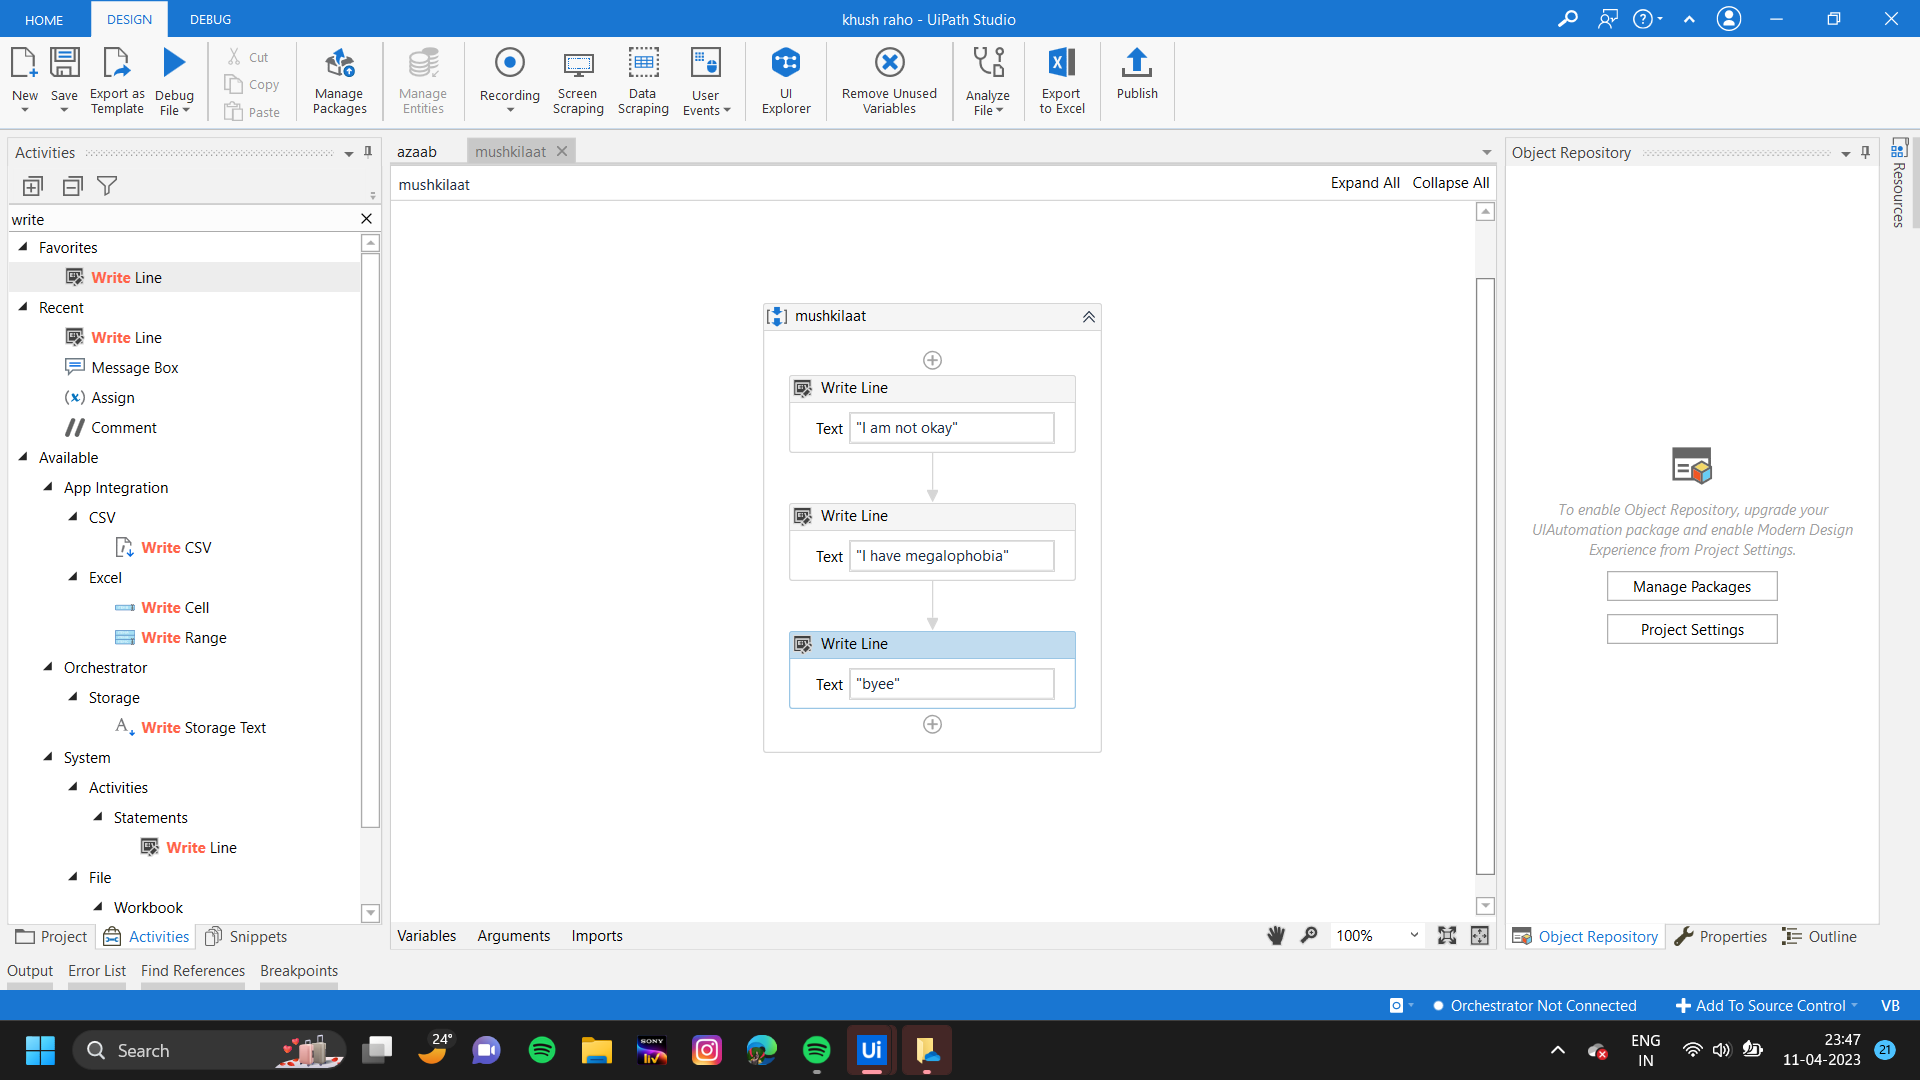 HOME
DESIGN
DEBUG
khush raho - UiPath Studio
New
Save
Export as
Template
Debug
File
Cut
Copy
Paste
Manage
Packages
Manage
Entities
Recording
Screen
Scraping
Data
Scraping
User
Events
UI
Explorer
Remove Unused
Variables
Analyze
File
Export
to Excel
Publish
Activities
write
Favorites
Write Line
Recent
Write Line
Message Box
Assign
Comment
Available
App Integration
CSV
Write CSV
Excel
Write Cell
Write Range
Orchestrator
Storage
Write Storage Text
System
Activities
Statements
Write Line
File
Workbook
Project
Activities
Snippets
azaab
mushkilaat
mushkilaat
Expand All
Collapse All
mushkilaat
Write Line
Text "I am not okay"
Write Line
Text "I have megalophobia"
Write Line
Text "byee"
Variables
Arguments
Imports
100%
Object Repository
To enable Object Repository, upgrade your
UIAutomation package and enable Modern Design
Experience from Project Settings.
Manage Packages
Project Settings
Object Repository
Properties
Outline
Resources
Output
Error List
Find References
Breakpoints
Orchestrator Not Connected
Add To Source Control
VB
Search
24°
SONY
liv
Ui
ENG
IN
23:47
11-04-2023
21